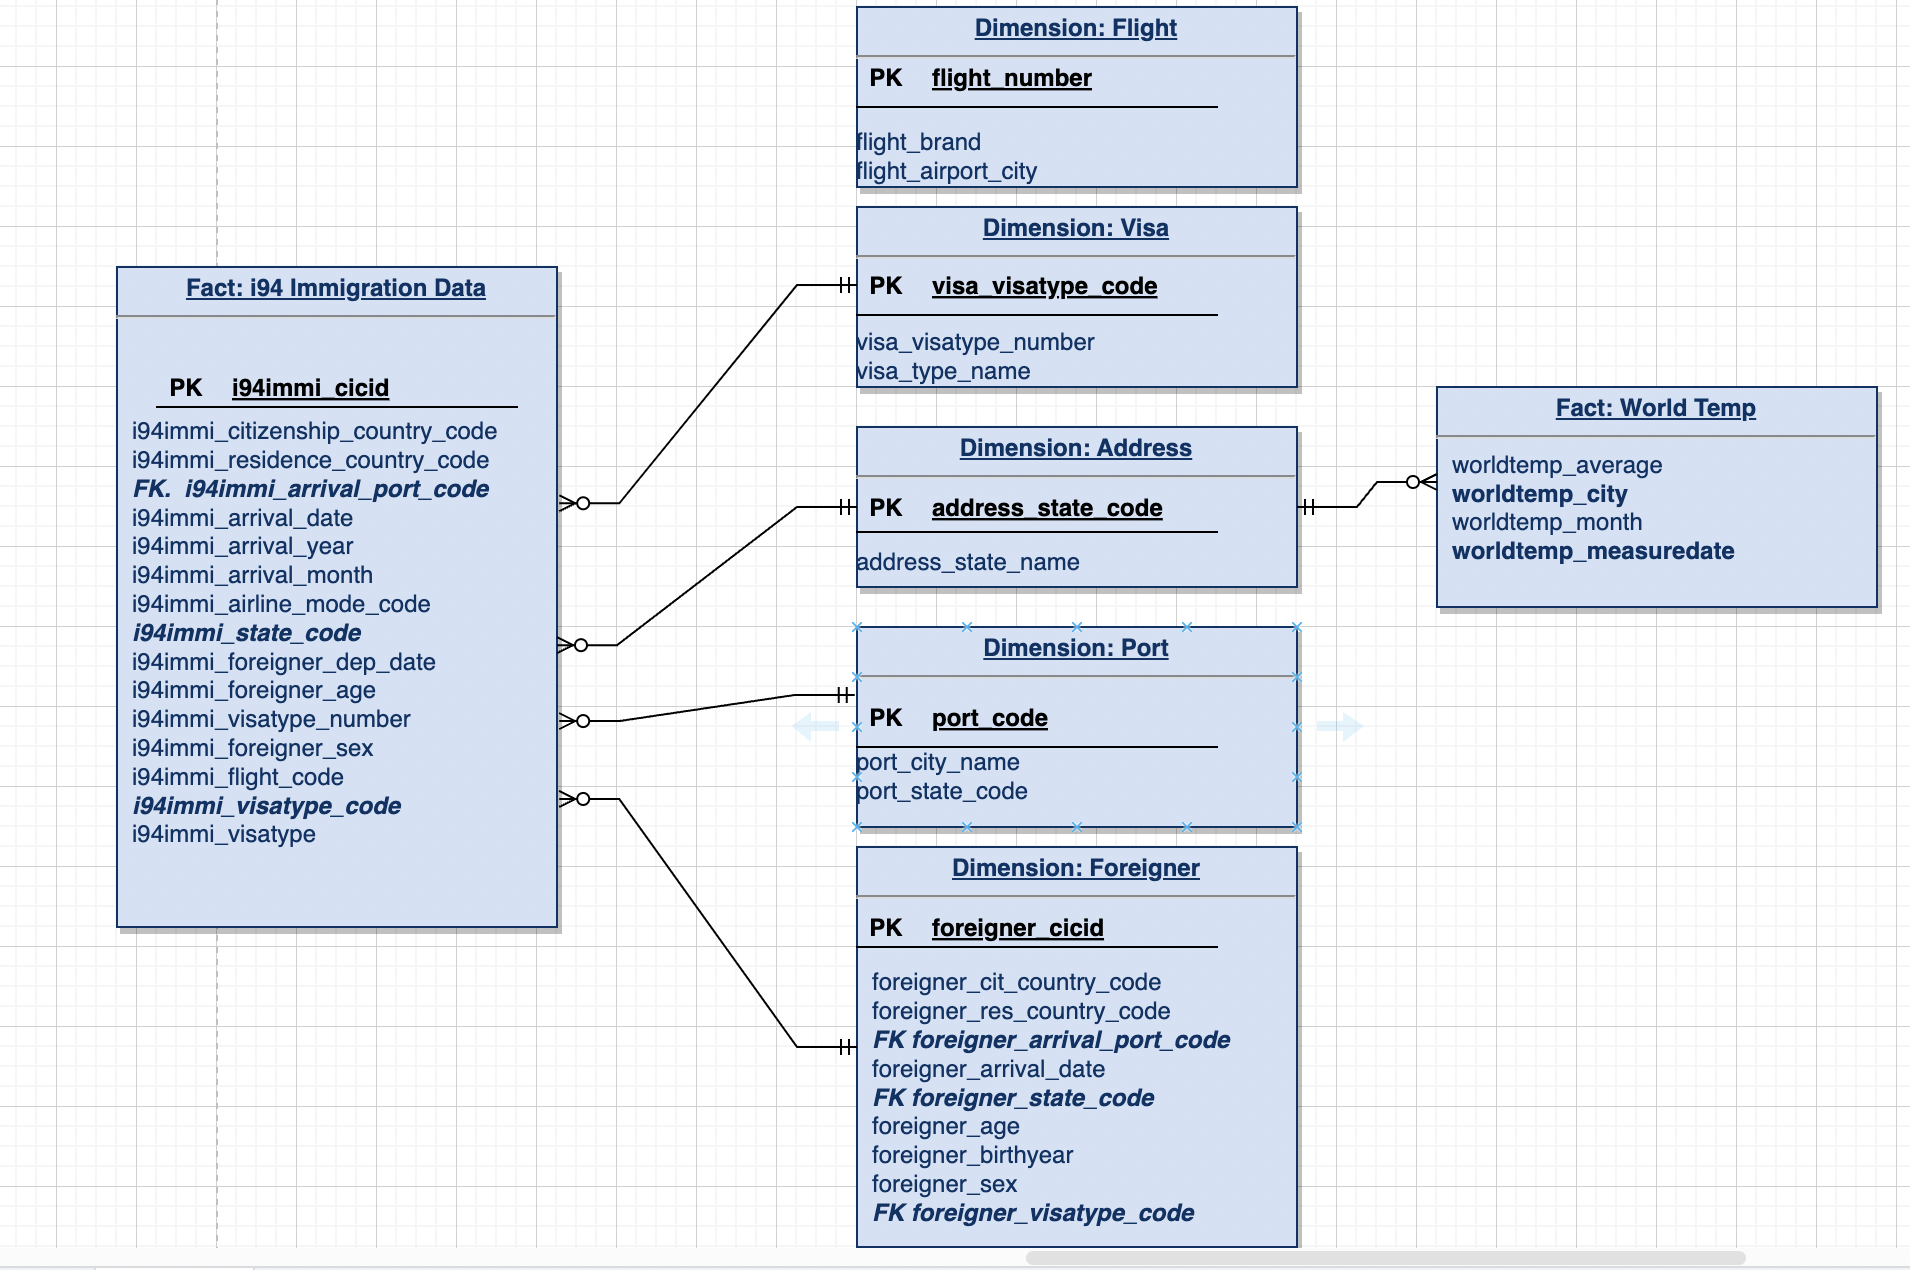 Dimension: Flight
PK flight_number
flight_brand
flight_airport_city
Dimension: Visa
PK visa_visatype_code
visa_visatype_number
visa_type_name
Fact: i94 Immigration Data
PK i94immi_cicid
i94immi_citizenship_country_code
i94immi_residence_country_code
FK. i94immi_arrival_port_code
i94immi_arrival_date
i94immi_arrival_year
i94immi_arrival_month
i94immi_airline_mode_code
i94immi_state_code
i94immi_foreigner_dep_date
i94immi_foreigner_age
i94immi_visatype_number
i94immi_foreigner_sex
i94immi_flight_code
i94immi_visatype_code
i94immi_visatype
Dimension: Address
PK address_state_code
address_state_name
Fact: World Temp
worldtemp_average
worldtemp_city
worldtemp_month
worldtemp_measuredate
Dimension: Port
PK port_code
port_city_name
port_state_code
Dimension: Foreigner
PK foreigner_cicid
foreigner_cit_country_code
foreigner_res_country_code
FK foreigner_arrival_port_code
foreigner_arrival_date
FK foreigner_state_code
foreigner_age
foreigner_birthyear
foreigner_sex
FK foreigner_visatype_code